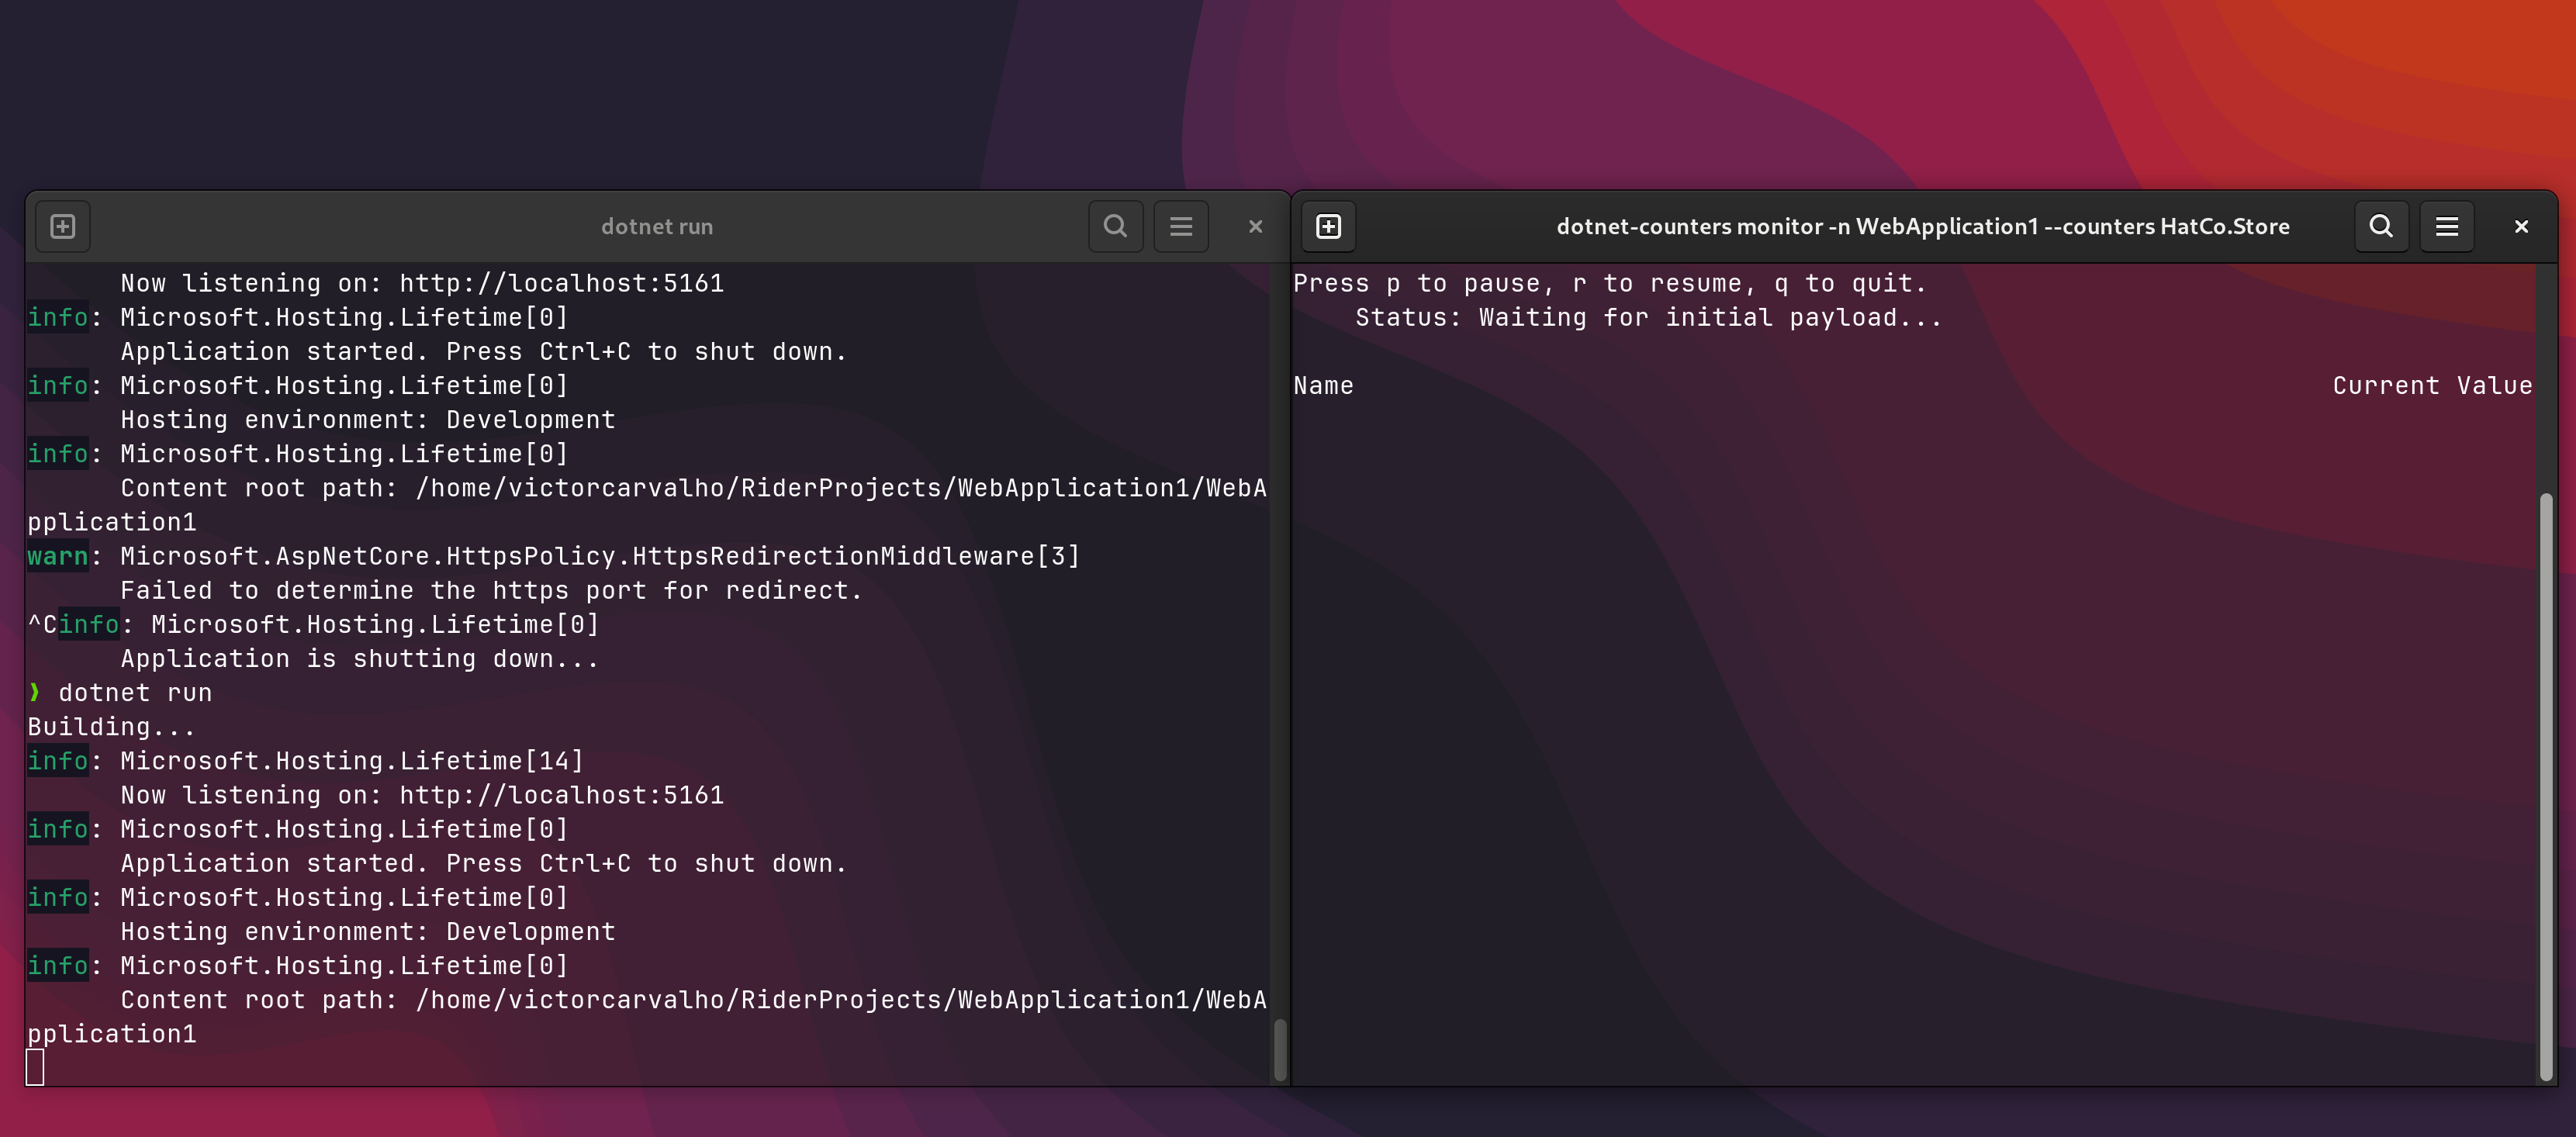 dotnet run
Now listening on: http://localhost:5161
info: Microsoft.Hosting.Lifetime[0]
Application started. Press Ctrl+C to shut down.
info: Microsoft.Hosting.Lifetime[0]
Hosting environment: Development
info: Microsoft.Hosting.Lifetime[0]
Content root path: /home/victorcarvalho/RiderProjects/WebApplication1/WebA
pplication1
warn: Microsoft.AspNetCore.HttpsPolicy.HttpsRedirectionMiddleware[3]
Failed to determine the https port for redirect.
^Cinfo: Microsoft.Hosting.Lifetime[0]
Application is shutting down...
❯ dotnet run
Building...
info: Microsoft.Hosting.Lifetime[14]
Now listening on: http://localhost:5161
info: Microsoft.Hosting.Lifetime[0]
Application started. Press Ctrl+C to shut down.
info: Microsoft.Hosting.Lifetime[0]
Hosting environment: Development
info: Microsoft.Hosting.Lifetime[0]
Content root path: /home/victorcarvalho/RiderProjects/WebApplication1/WebA
pplication1
dotnet-counters monitor -n WebApplication1 --counters HatCo.Store
Press p to pause, r to resume, q to quit.
Status: Waiting for initial payload...
Name Current Value